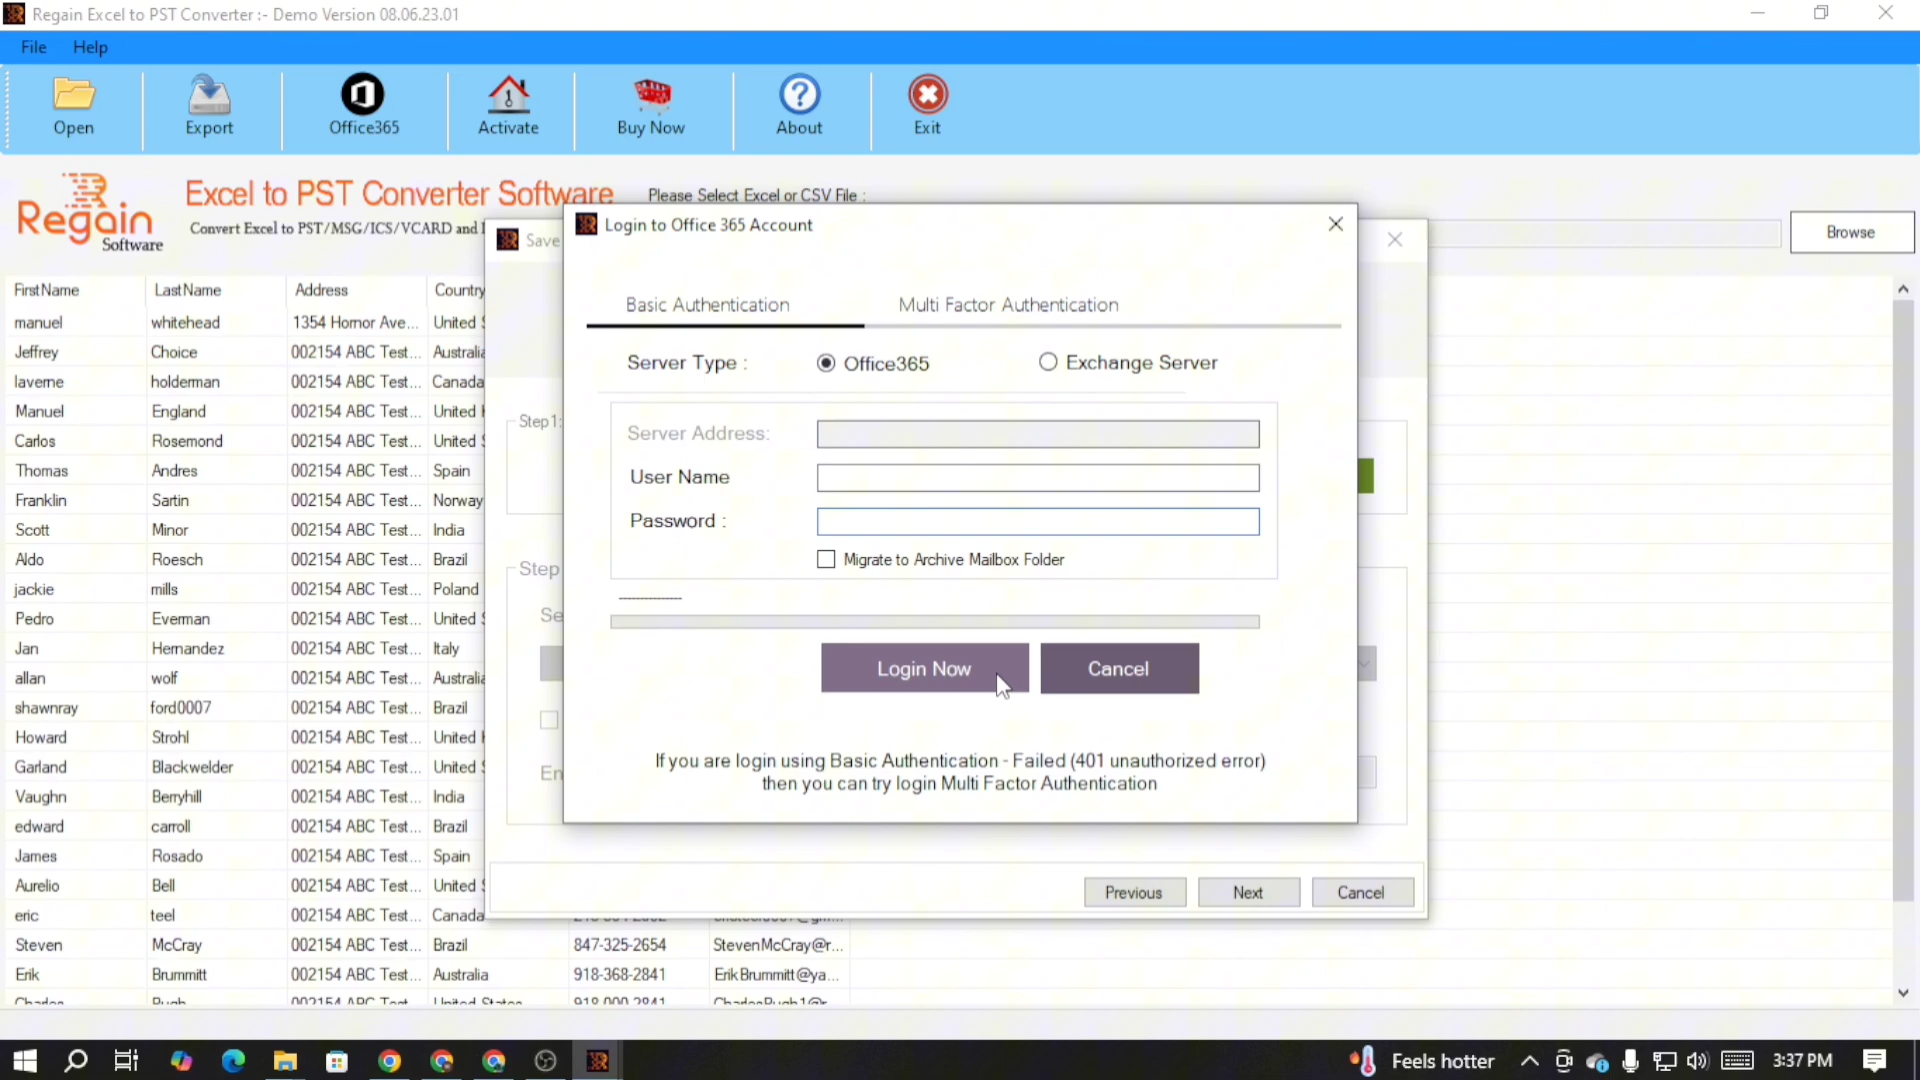 Regain Excel to PST Converter :- Demo Version 08.06.23.01
File Help
Open Export Office365 Activate Buy Now About Exit
Regain Software
Excel to PST Converter Software
Convert Excel to PST/MSG/ICS/VCARD and
Please Select Excel or CSV File :
Browse
Save
Login to Office 365 Account
Basic Authentication Multi Factor Authentication
Server Type : Office365 Exchange Server
Server Address:
User Name
Password :
Migrate to Archive Mailbox Folder
---------------
Login Now Cancel
If you are login using Basic Authentication - Failed (401 unauthorized error)
then you can try login Multi Factor Authentication
Step1:
Step
Se
En
Previous Next Cancel
FirstName LastName Address Country
manuel whitehead 1354 Homor Ave... United S
Jeffrey Choice 002154 ABC Test... Australia
laverne holderman 002154 ABC Test... Canada
Manuel England 002154 ABC Test... United
Carlos Rosemond 002154 ABC Test... United S
Thomas Andres 002154 ABC Test... Spain
Franklin Sartin 002154 ABC Test... Norway
Scott Minor 002154 ABC Test... India
Aldo Roesch 002154 ABC Test... Brazil
jackie mills 002154 ABC Test... Poland
Pedro Everman 002154 ABC Test... United S
Jan Hernandez 002154 ABC Test... Italy
allan wolf 002154 ABC Test... Australia
shawnray ford0007 002154 ABC Test... Brazil
Howard Strohl 002154 ABC Test... United
Garland Blackwelder 002154 ABC Test... United S
Vaughn Berryhill 002154 ABC Test... India
edward carroll 002154 ABC Test... Brazil
James Rosado 002154 ABC Test... Spain
Aurelio Bell 002154 ABC Test... United S
eric teel 002154 ABC Test... Canada
Steven McCray 002154 ABC Test... Brazil 847-325-2654 StevenMcCray@r...
Erik Brummitt 002154 ABC Test... Australia 918-368-2841 ErikBrummitt@ya...
Feels hotter 3:37 PM